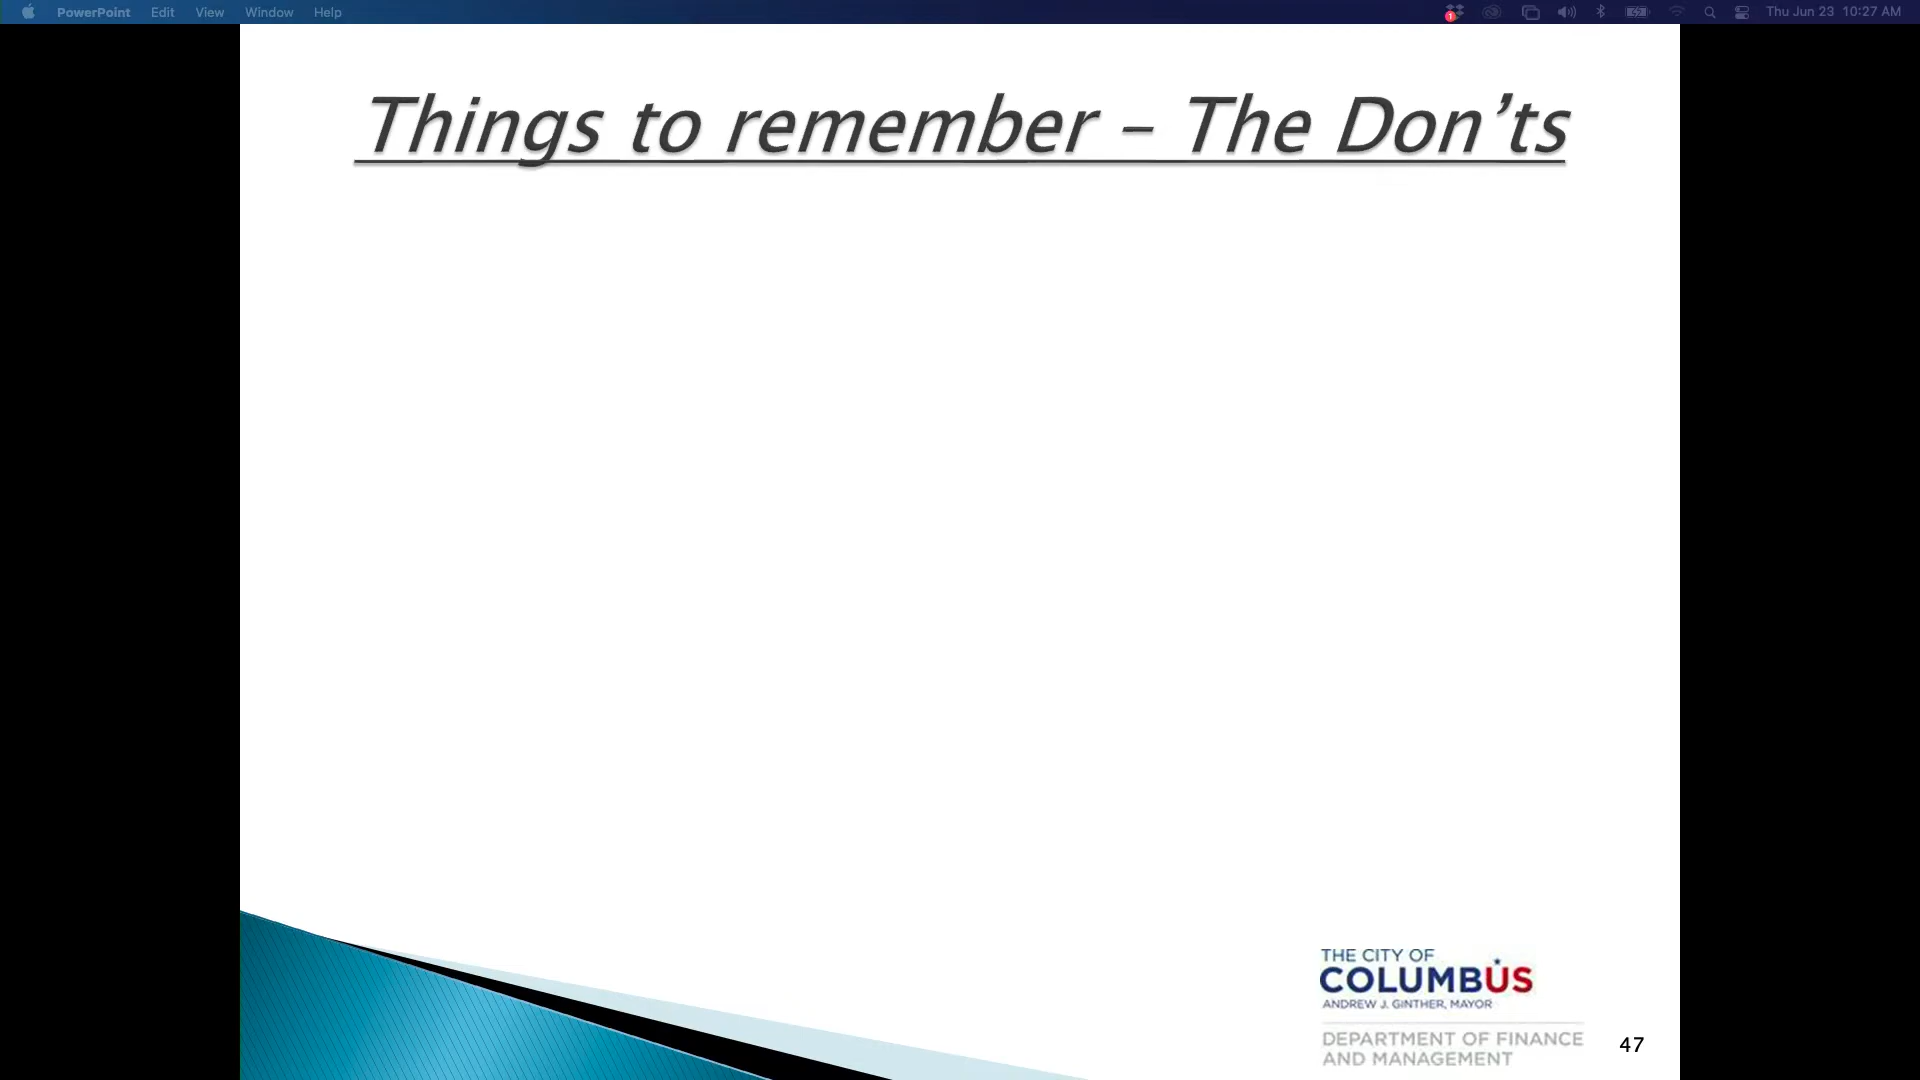 PowerPoint Edit View Window Help
1
Thu Jun 23 10:27 AM
Things to remember – The Don’ts
THE CITY OF
COLUMBUS
ANDREW J. GINTHER, MAYOR
DEPARTMENT OF FINANCE
AND MANAGEMENT
47